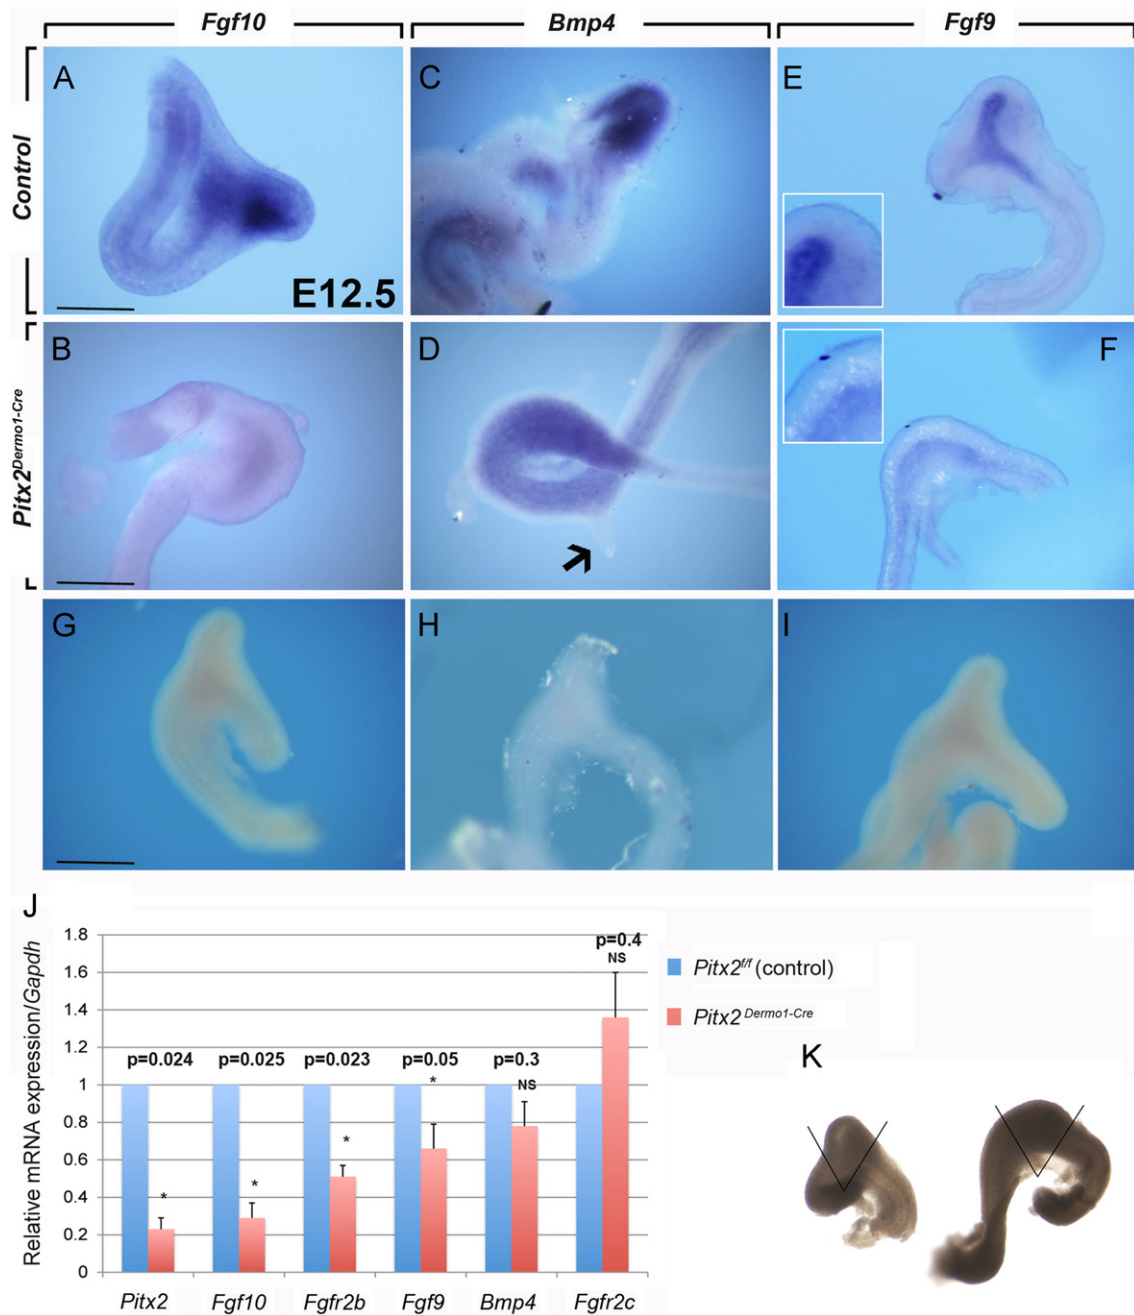 Fgf10 Bmp4 Fgf9
Control
A C E
E12.5
Pitx2Dermo1-Cre
B D F
G H I
J
Relative mRNA expression/Gapdh
1.8
1.6
1.4
1.2
1
0.8
0.6
0.4
0.2
0
p=0.024 p=0.025 p=0.023 p=0.05 p=0.3 p=0.4
* * * * NS NS
Pitx2 Fgf10 Fgfr2b Fgf9 Bmp4 Fgfr2c
Pitx2f/f (control)
Pitx2 Dermo1-Cre
K